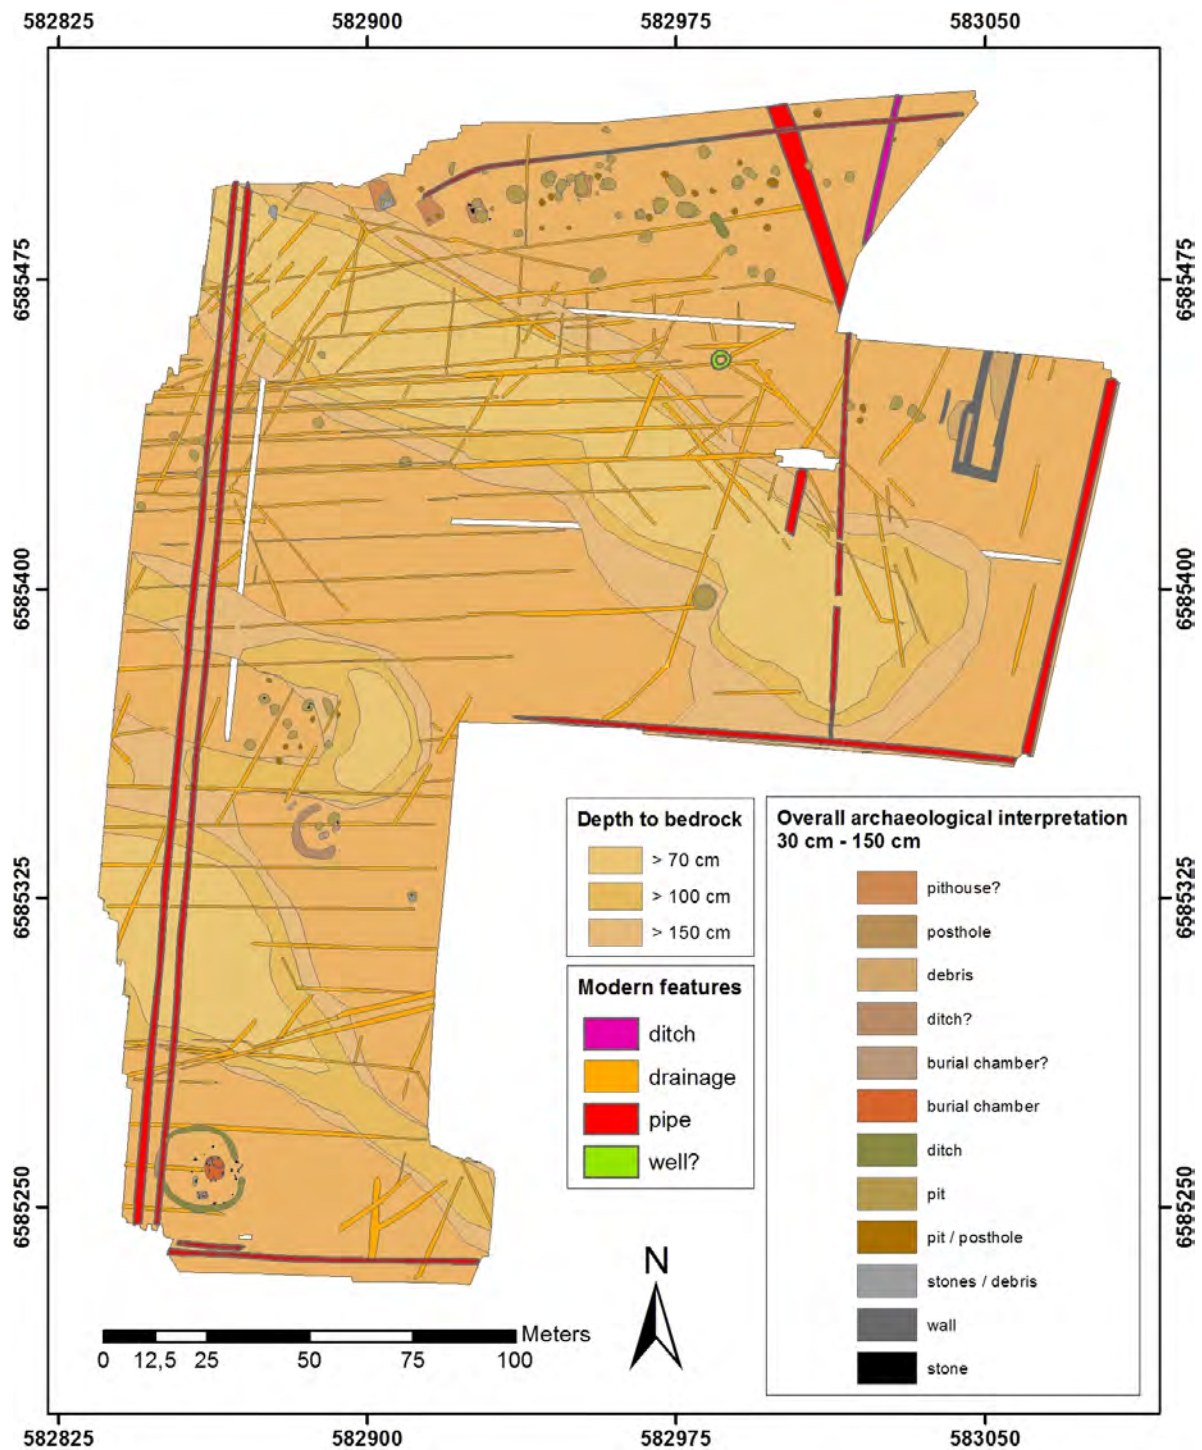 582825 582900 582975 583050
6585475 6585475
6585400 6585400
6585325 6585325
6585250 6585250
Depth to bedrock
> 70 cm
> 100 cm
> 150 cm
Modern features
ditch
drainage
pipe
well?
Overall archaeological interpretation
30 cm - 150 cm
pithouse?
posthole
debris
ditch?
burial chamber?
burial chamber
ditch
pit
pit / posthole
stones / debris
wall
stone
N
Meters
0 12,5 25 50 75 100
582825 582900 582975 583050